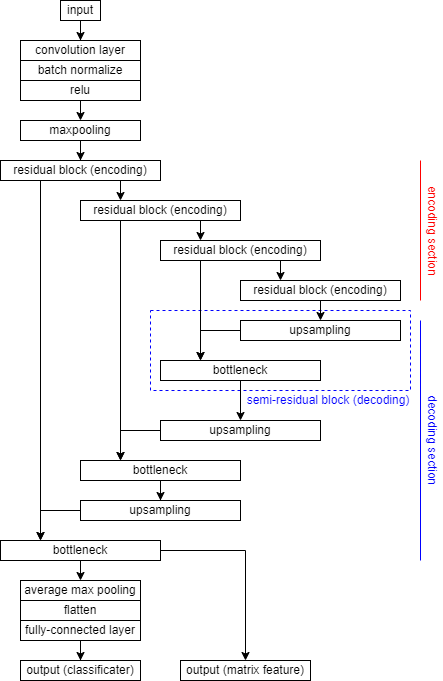 input
convolution layer
batch normalize
relu
maxpooling
residual block (encoding)
residual block (encoding)
residual block (encoding)
residual block (encoding)
encoding section
upsampling
bottleneck
semi-residual block (decoding)
decoding section
upsampling
bottleneck
upsampling
bottleneck
average max pooling
flatten
fully-connected layer
output (classificater)
output (matrix feature)